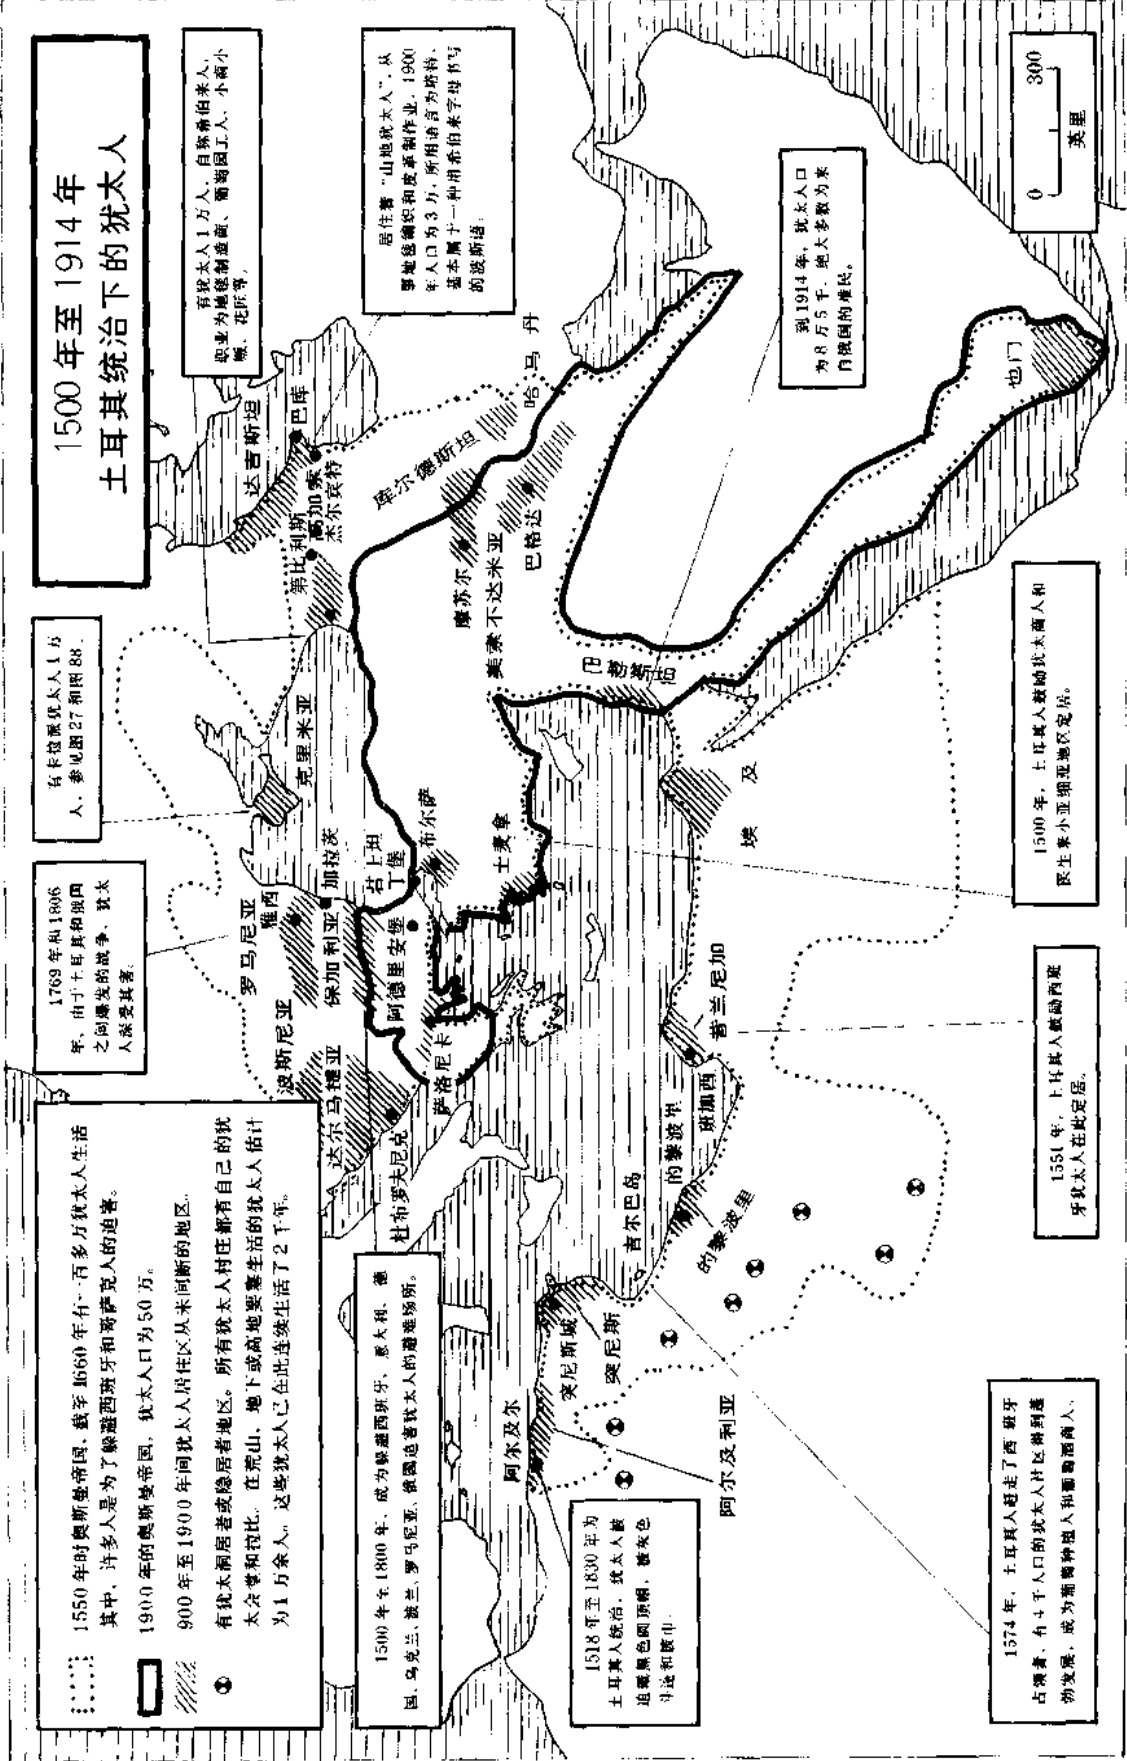 1500年至1914年
土耳其统治下的犹太人
有犹太人1万人，自称希伯来人，
职业为地毯制造商、葡萄园工人、小商小
贩、花匠等。
居住着“山地犹太人”，从
事地毯编织和皮革制作业，1900
年人口为3万，所用语言为塔特，
基本属于一种用希伯来字母书写
的波斯语。
到1914年，犹太人口
为8万5千，绝大多数为来
自俄国的难民。
0 300
英里
有卡拉派犹太人1万
人，参见图27和图88。
1769年和1806
年，由于土耳其和俄国
之间爆发的战争，犹太
人深受其害。
1550年时奥斯曼帝国，截至1660年有一百多万犹太人生活
其中，许多人是为了躲避西班牙和哥萨克人的迫害。
1900年的奥斯曼帝国，犹太人口为50万。
900年至1900年间犹太人居住区从未间断的地区。
有犹太洞居者或隐居者地区。所有犹太人村庄都有自己的犹
太会堂和拉比。在荒山、地下或高地要塞生活的犹太人估计
为1万余人。这些犹太人已在此连续生活了2千年。
1500年至1800年，成为躲避西班牙、意大利、德
国、乌克兰、波兰、罗马尼亚、俄国迫害犹太人的避难场所。
1518年至1830年为
土耳其人统治，犹太人被
迫戴黑色圆顶帽，披灰色
斗篷和披巾。
1574年，土耳其人赶走了西班牙
占领者，有4千人口的犹太人社区得到蓬
勃发展，成为葡萄种植人和葡萄酒商人。
1551年，土耳其人鼓励西班
牙犹太人在此定居。
1500年，土耳其人鼓励犹太商人和
医生来小亚细亚地区定居。
达吉斯坦
巴库
高加索
杰尔宾特
第比利斯
摩尔德斯坦
哈马丹
摩苏尔
美索不达米亚
巴格达
巴勒斯坦
也门
克里米亚
加拉茨
君士坦
丁堡
布尔萨
士麦拿
埃及
罗马尼亚
雅西
保加利亚
阿德里安堡
波斯尼亚
达尔马提亚
萨洛尼卡
杜布罗夫尼克
昔兰尼加
班加西
的黎波里
的黎波里
吉尔巴岛
突尼斯城
突尼斯
阿尔及尔
阿尔及利亚